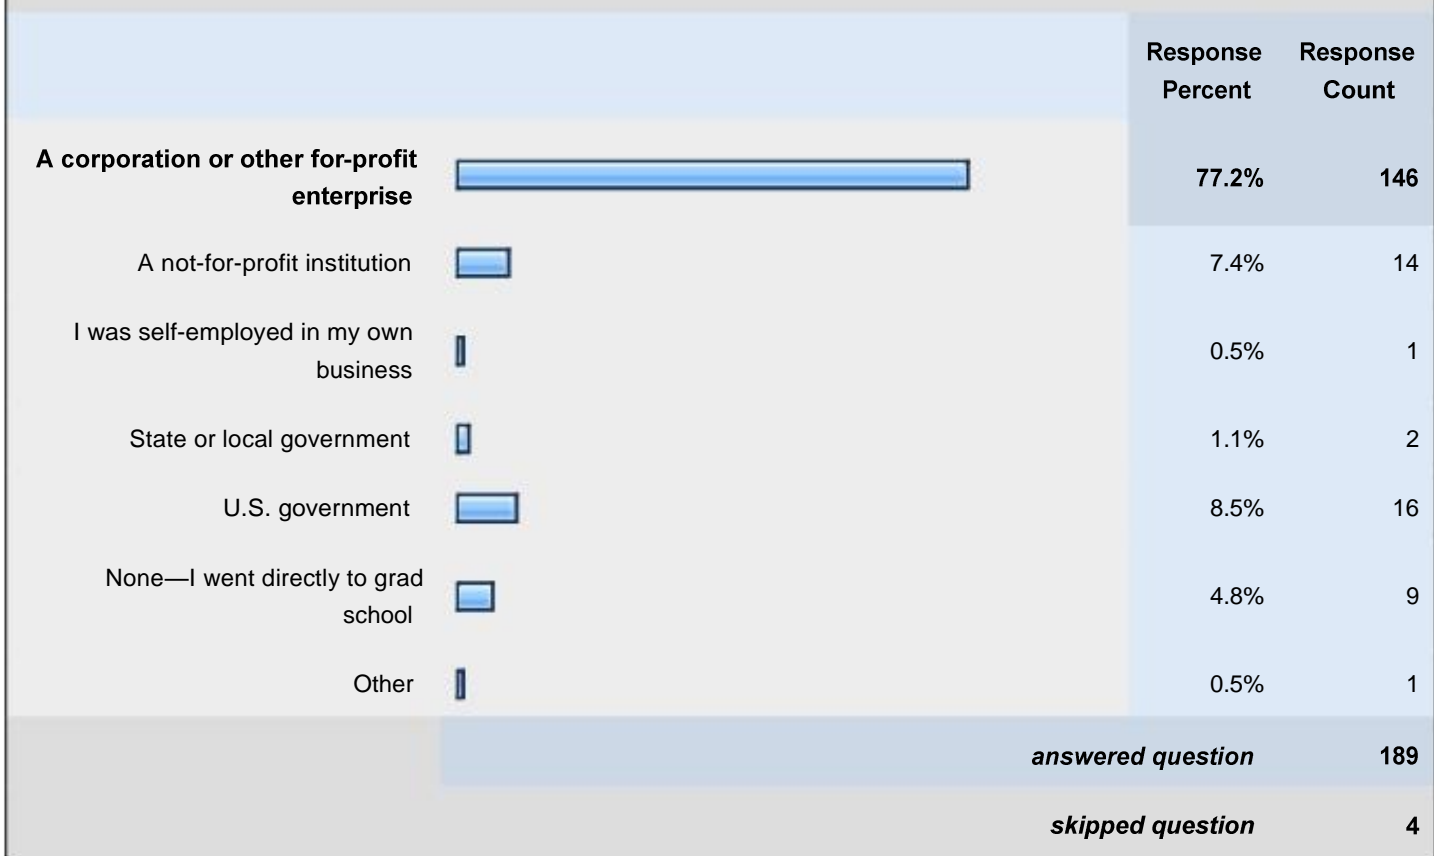 Response Response
Percent Count
A corporation or other for-profit
enterprise 77.2% 146
A not-for-profit institution 7.4% 14
I was self-employed in my own
business 0.5% 1
State or local government 1.1% 2
U.S. government 8.5% 16
None—I went directly to grad
school 4.8% 9
Other 0.5% 1
answered question 189
skipped question 4